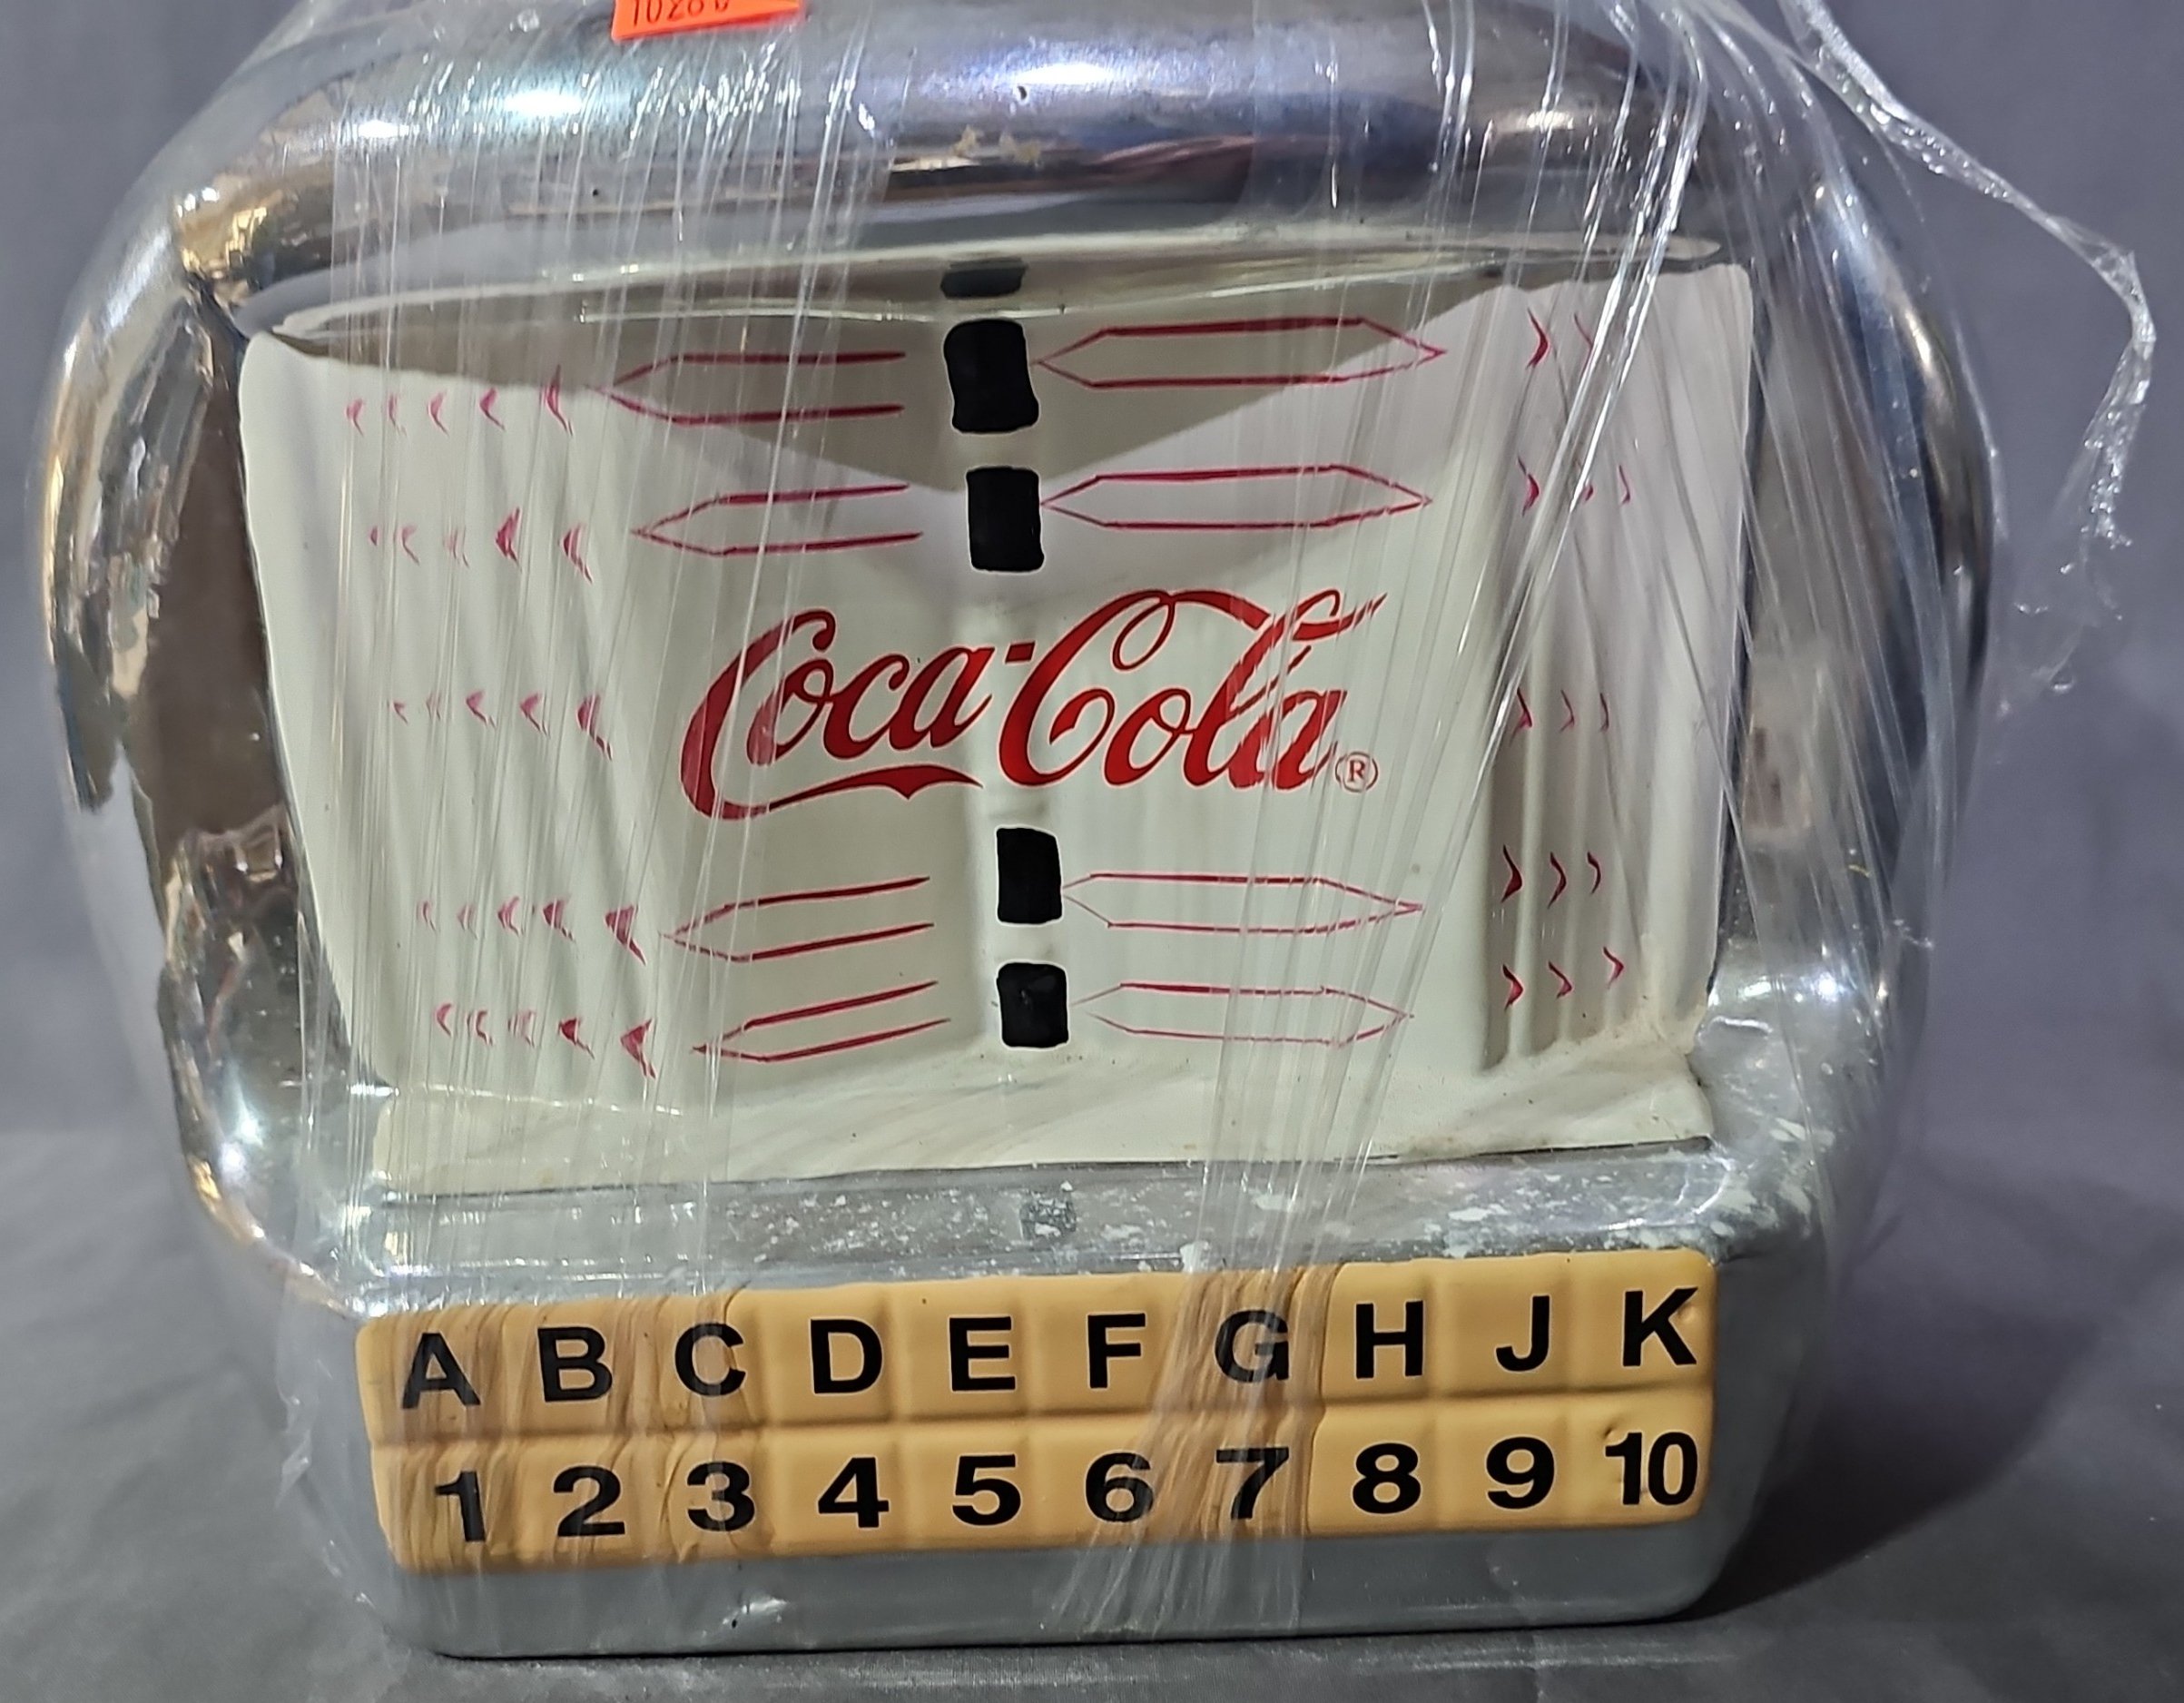 Coca-Cola®
A B C D E F G H J K
1 2 3 4 5 6 7 8 9 10